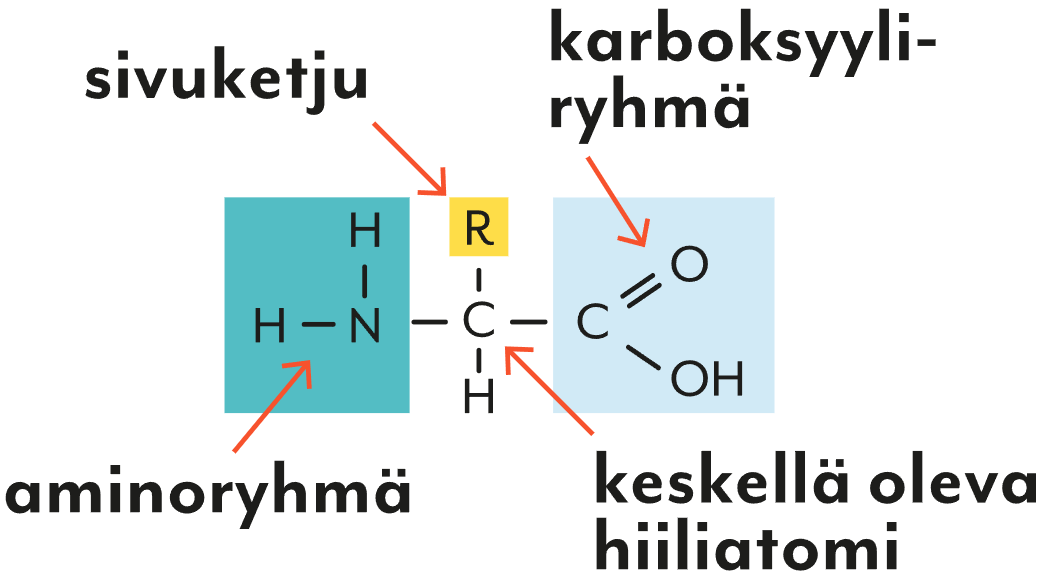 sivuketju
karboksyyli-
ryhmä
H
R
O
H N C C
H
OH
aminoryhmä
keskellä oleva
hiiliatomi